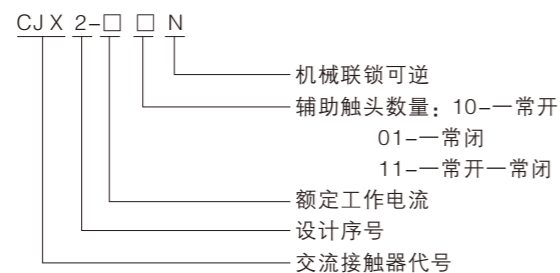 CJX 2-□ □ N
机械联锁可逆
辅助触头数量：10-一常开
01-一常闭
11-一常开一常闭
额定工作电流
设计序号
交流接触器代号